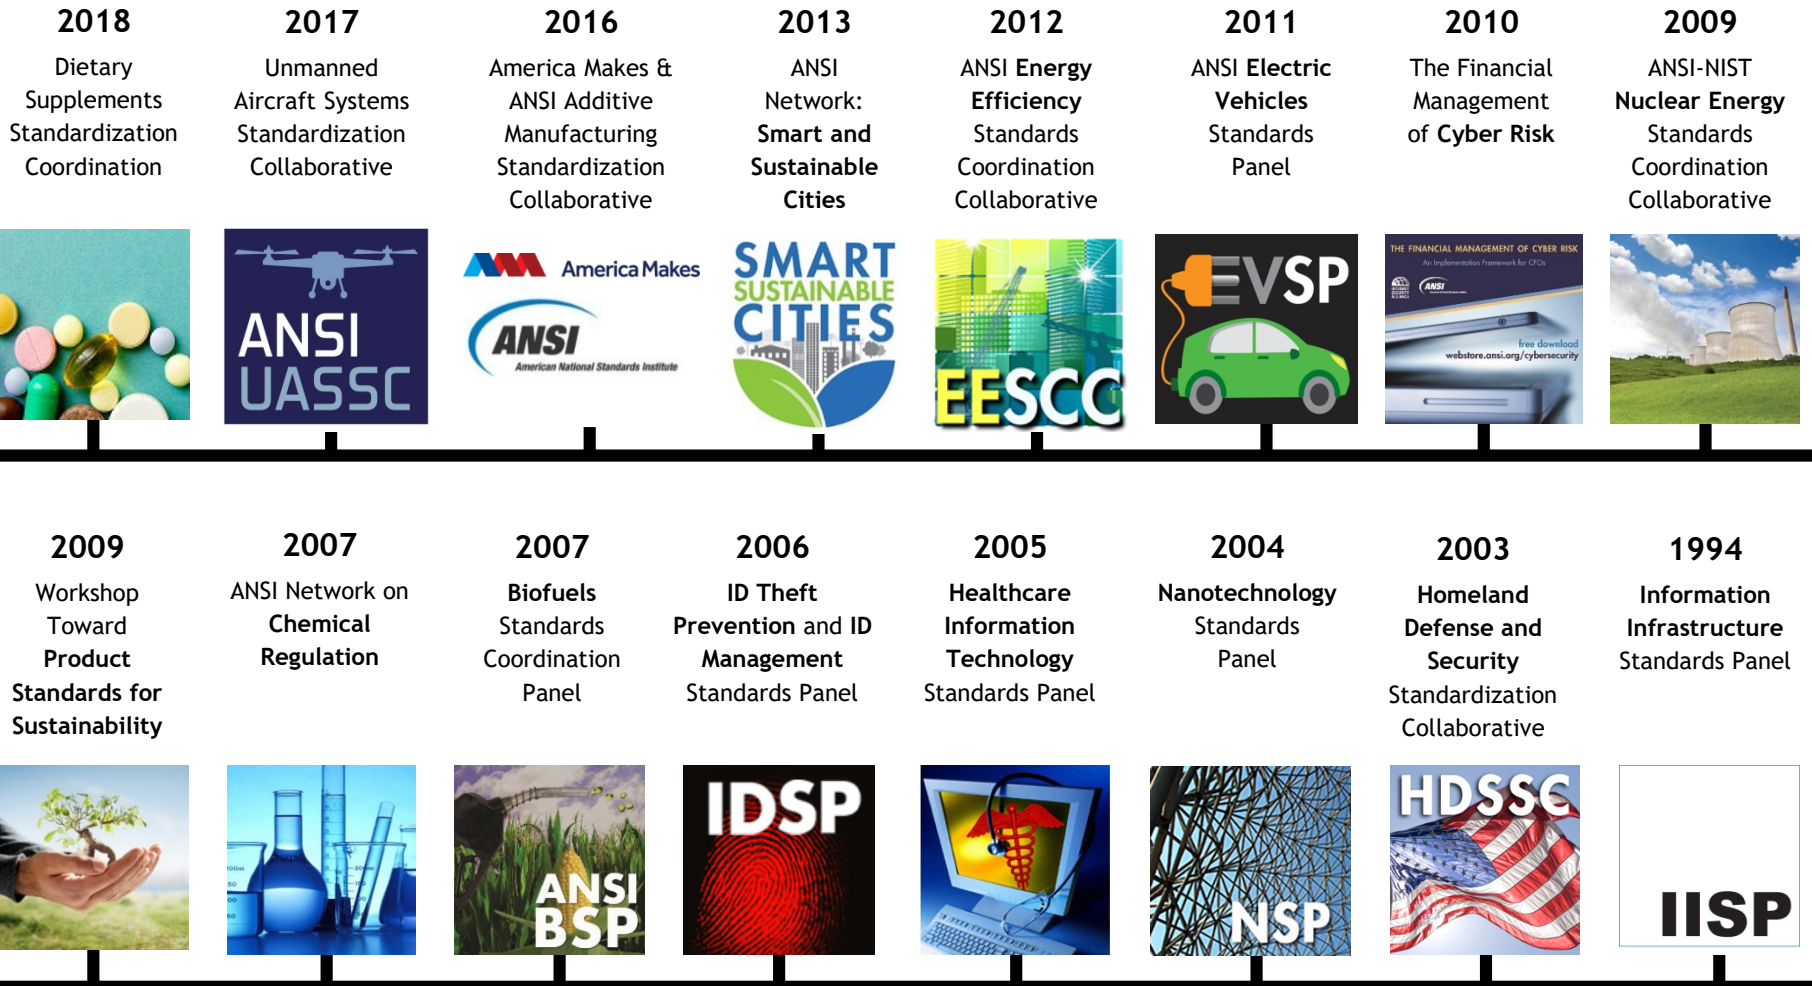 2018
Dietary
Supplements
Standardization
Coordination
2017
Unmanned
Aircraft Systems
Standardization
Collaborative
ANSI
UASSC
2016
America Makes &
ANSI Additive
Manufacturing
Standardization
Collaborative
America Makes
ANSI
American National Standards Institute
2013
ANSI
Network:
Smart and
Sustainable
Cities
SMART
SUSTAINABLE
CITIES
2012
ANSI Energy
Efficiency
Standards
Coordination
Collaborative
EESCC
2011
ANSI Electric
Vehicles
Standards
Panel
EVSP
2010
The Financial
Management
of Cyber Risk
THE FINANCIAL MANAGEMENT OF CYBER RISK
An Implementation Framework for CFOs
ANSI
free download
webstore.ansi.org/cybersecurity
2009
ANSI-NIST
Nuclear Energy
Standards
Coordination
Collaborative
2009
Workshop
Toward
Product
Standards for
Sustainability
2007
ANSI Network on
Chemical
Regulation
2007
Biofuels
Standards
Coordination
Panel
ANSI
BSP
2006
ID Theft
Prevention and ID
Management
Standards Panel
IDSP
2005
Healthcare
Information
Technology
Standards Panel
2004
Nanotechnology
Standards
Panel
NSP
2003
Homeland
Defense and
Security
Standardization
Collaborative
HDSSC
1994
Information
Infrastructure
Standards Panel
IISP